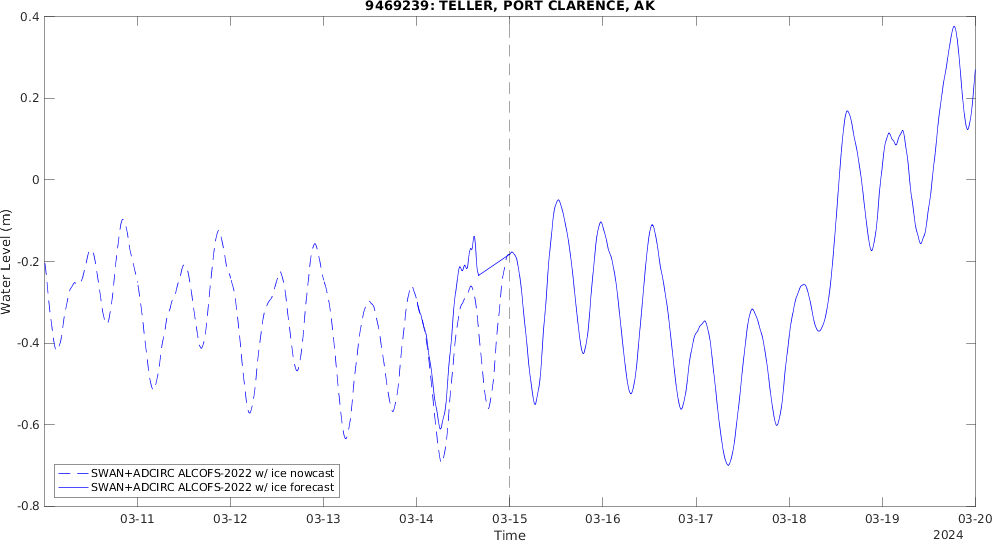 9469239: TELLER, PORT CLARENCE, AK
0.4
0.2
0
-0.2
-0.4
-0.6
-0.8
Water Level (m)
SWAN+ADCIRC ALCOFS-2022 w/ ice nowcast
SWAN+ADCIRC ALCOFS-2022 w/ ice forecast
03-11 03-12 03-13 03-14 03-15 03-16 03-17 03-18 03-19 03-20
Time
2024